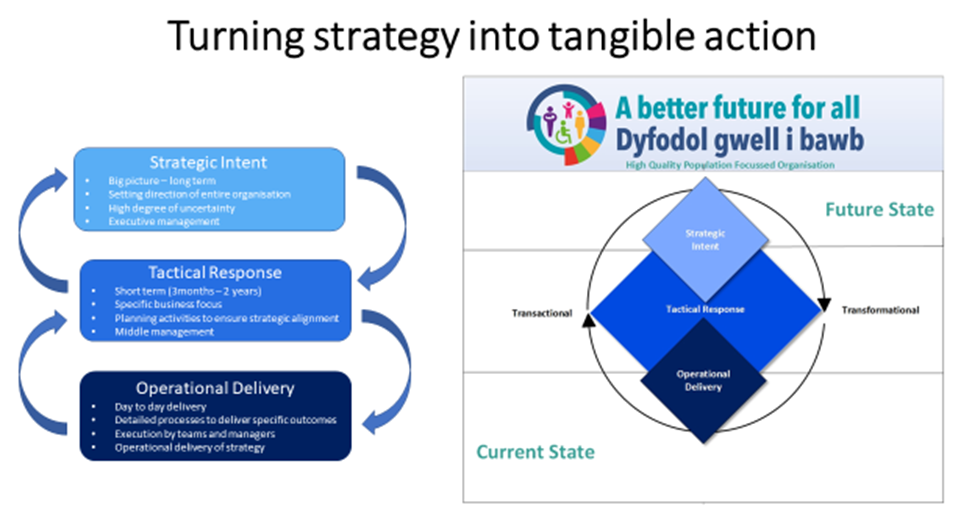 Turning strategy into tangible action
Strategic Intent
• Big picture – long term
• Setting direction of entire organisation
• High degree of uncertainty
• Executive management
Tactical Response
• Short term (3months – 2 years)
• Specific business focus
• Planning activities to ensure strategic alignment
• Middle management
Operational Delivery
• Day to day delivery
• Detailed processes to deliver specific outcomes
• Execution by teams and managers
• Operational delivery of strategy
A better future for all
Dyfodol gwell i bawb
High Quality Population Focussed Organisation
Future State
Strategic
Intent
Transactional
Tactical Response
Transformational
Operational
Delivery
Current State